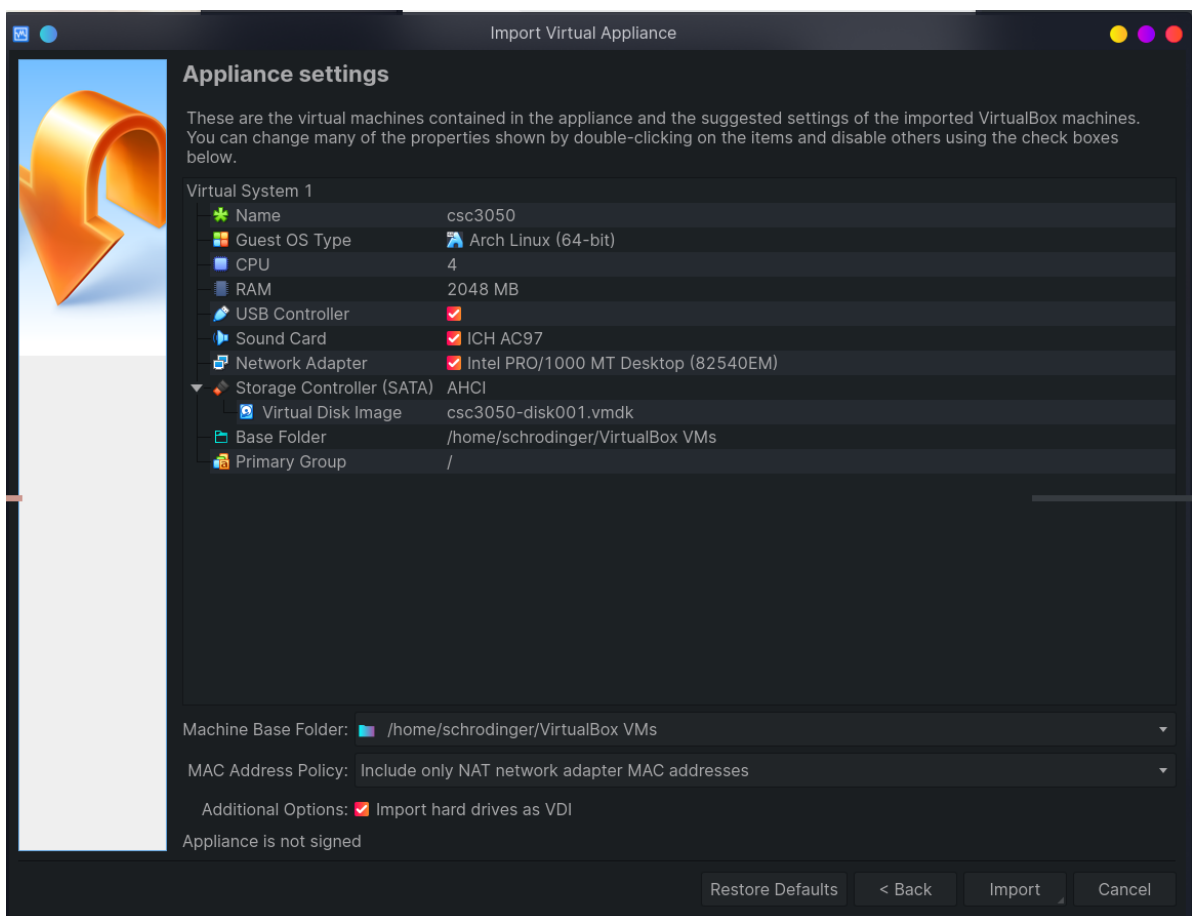 Import Virtual Appliance
Appliance settings
These are the virtual machines contained in the appliance and the suggested settings of the imported VirtualBox machines.
You can change many of the properties shown by double-clicking on the items and disable others using the check boxes
below.
Virtual System 1
Name csc3050
Guest OS Type Arch Linux (64-bit)
CPU 4
RAM 2048 MB
USB Controller
Sound Card ICH AC97
Network Adapter Intel PRO/1000 MT Desktop (82540EM)
Storage Controller (SATA) AHCI
Virtual Disk Image csc3050-disk001.vmdk
Base Folder /home/schrodinger/VirtualBox VMs
Primary Group /
Machine Base Folder: /home/schrodinger/VirtualBox VMs
MAC Address Policy: Include only NAT network adapter MAC addresses
Additional Options: Import hard drives as VDI
Appliance is not signed
Restore Defaults < Back Import Cancel